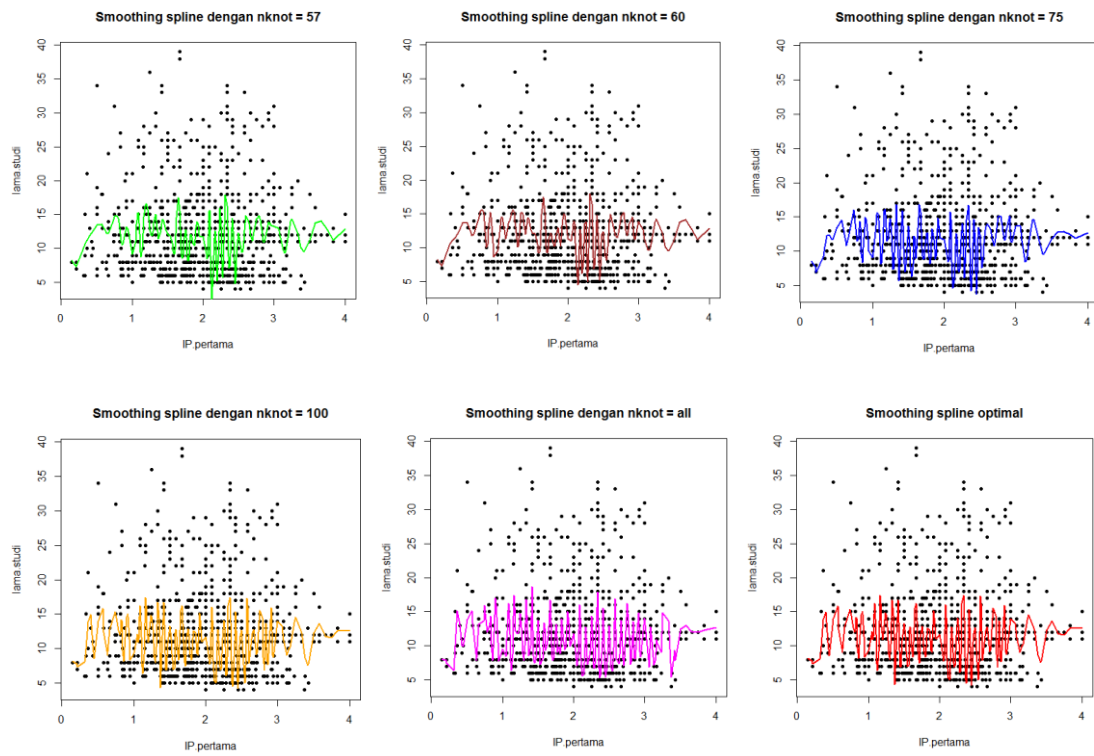 Smoothing spline dengan nknot = 57
lama.studi
40
35
30
25
20
15
10
5
0 1 2 3 4
IP.pertama
Smoothing spline dengan nknot = 60
lama.studi
40
35
30
25
20
15
10
5
0 1 2 3 4
IP.pertama
Smoothing spline dengan nknot = 75
lama.studi
40
35
30
25
20
15
10
5
0 1 2 3 4
IP.pertama
Smoothing spline dengan nknot = 100
lama.studi
40
35
30
25
20
15
10
5
0 1 2 3 4
IP.pertama
Smoothing spline dengan nknot = all
lama.studi
40
35
30
25
20
15
10
5
0 1 2 3 4
IP.pertama
Smoothing spline optimal
lama.studi
40
35
30
25
20
15
10
5
0 1 2 3 4
IP.pertama